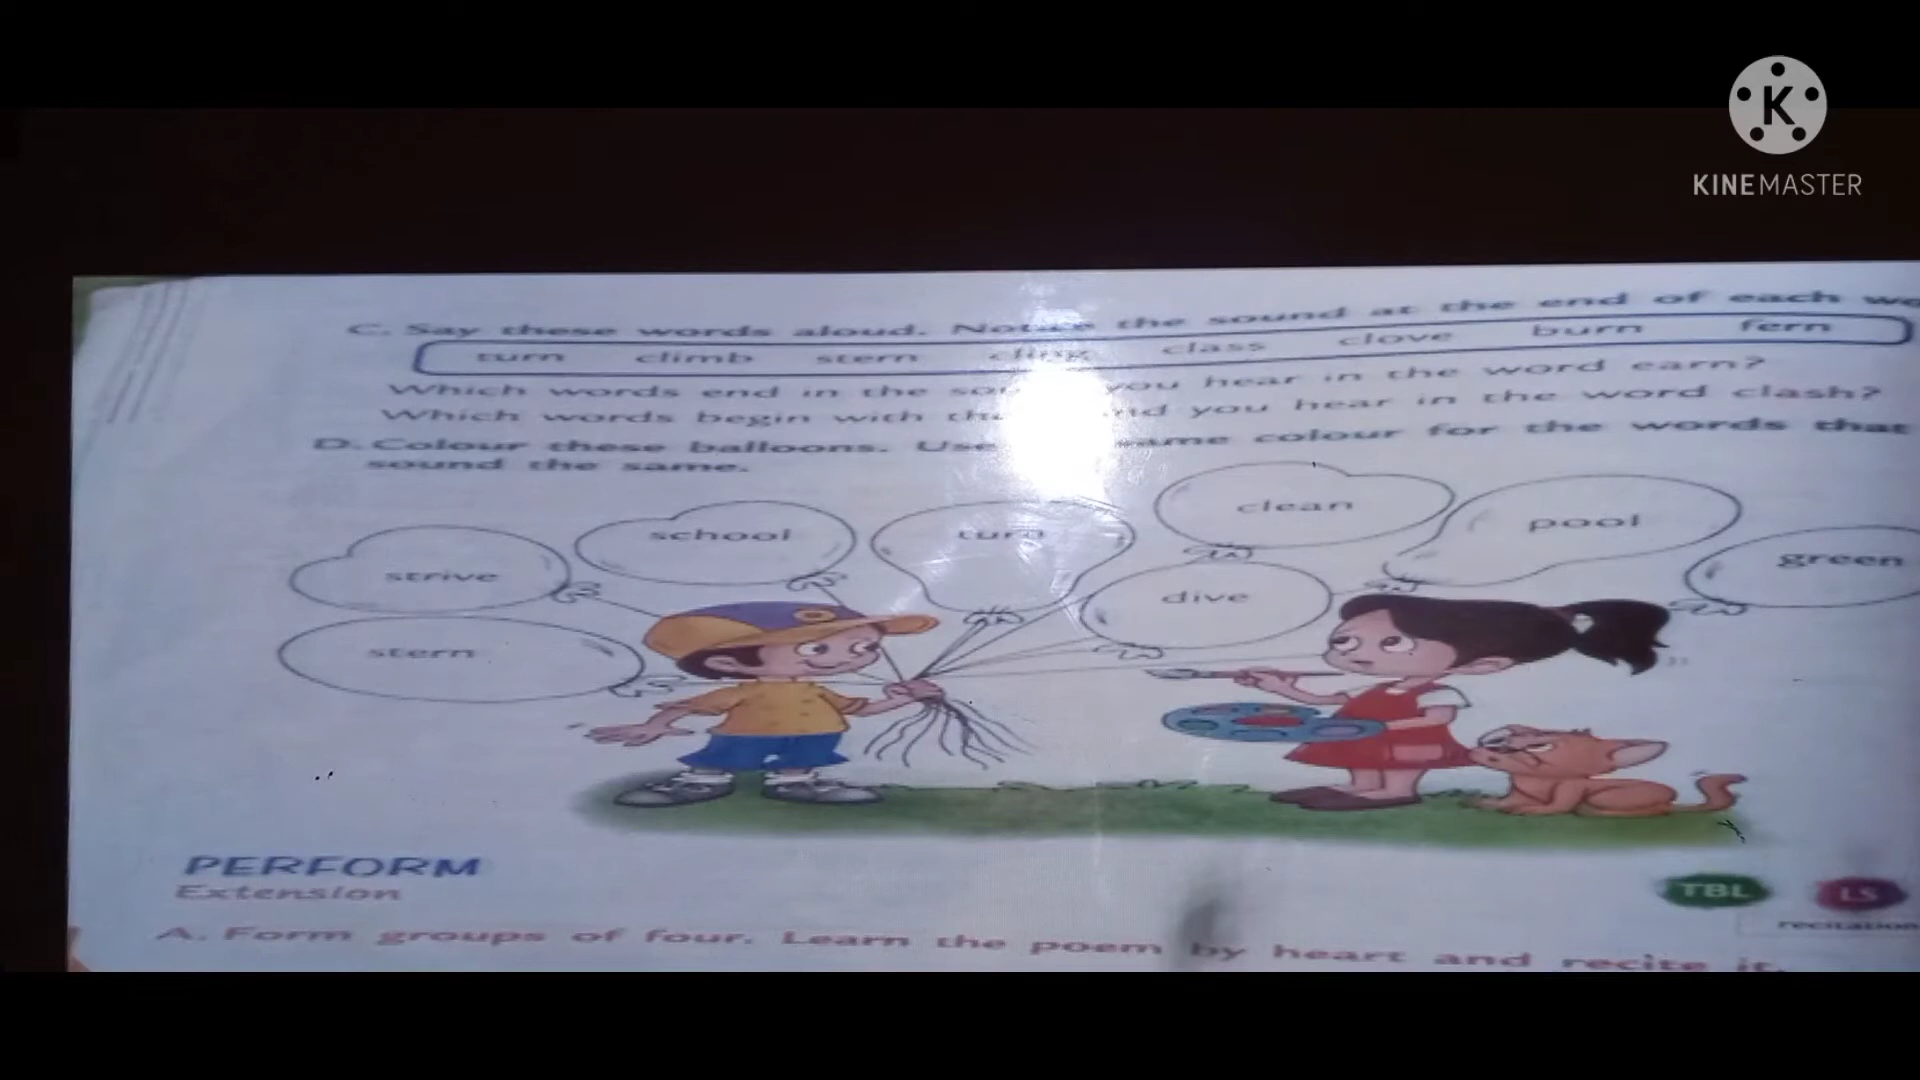 KINEMASTER
C. Say these words aloud. Notice the sound at the end of each
turn climb stern cling class clove burn fern
Which words end in the you hear in the word earn?
Which words begin with you hear in the word clash?
D. Colour these balloons. Use same colour for the words that
sound the same.
strive
school
turn
clean
pool
green
dive
stern
PERFORM
Extension
TBL
LS
recitation
A. Form groups of four. Learn the poem by heart and recite it.